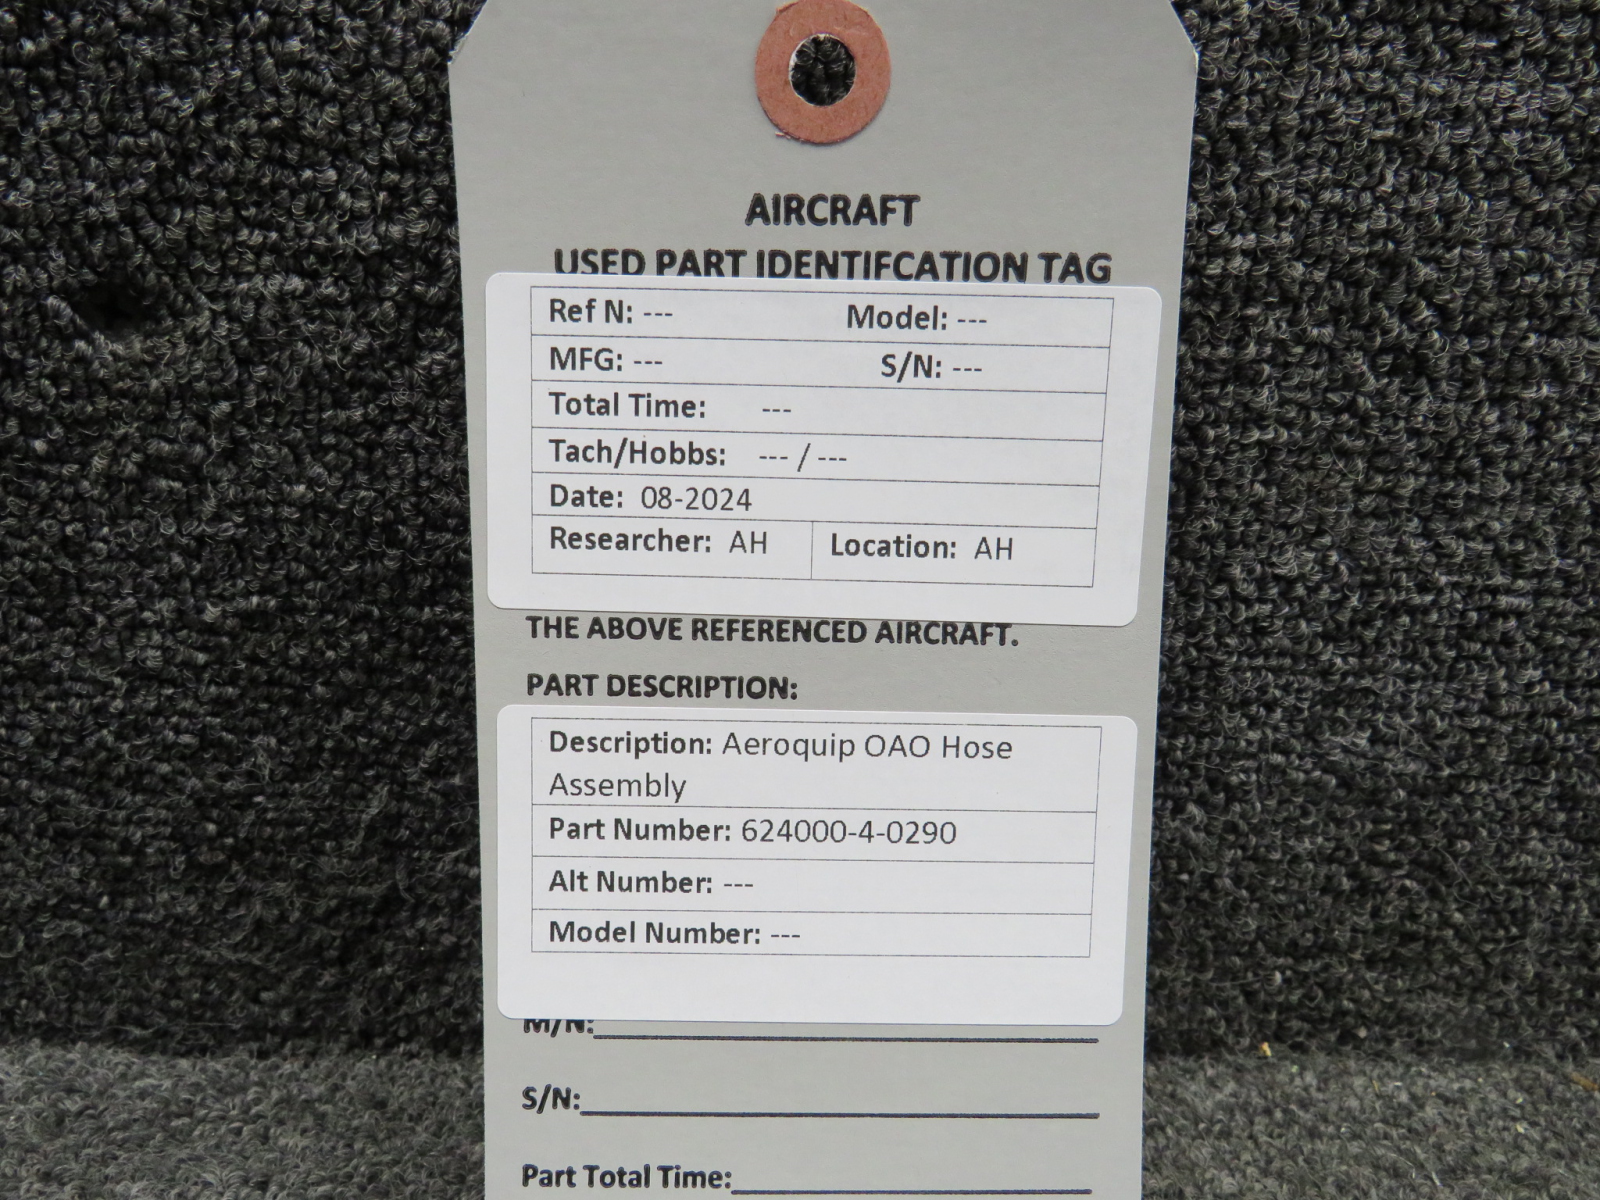 AIRCRAFT
USED PART IDENTIFCATION TAG
Ref N: --- Model: ---
MFG: --- S/N: ---
Total Time: ---
Tach/Hobbs: --- / ---
Date: 08-2024
Researcher: AH Location: AH
THE ABOVE REFERENCED AIRCRAFT.
PART DESCRIPTION:
Description: Aeroquip OAO Hose
Assembly
Part Number: 624000-4-0290
Alt Number: ---
Model Number: ---
M/N:
S/N:
Part Total Time: